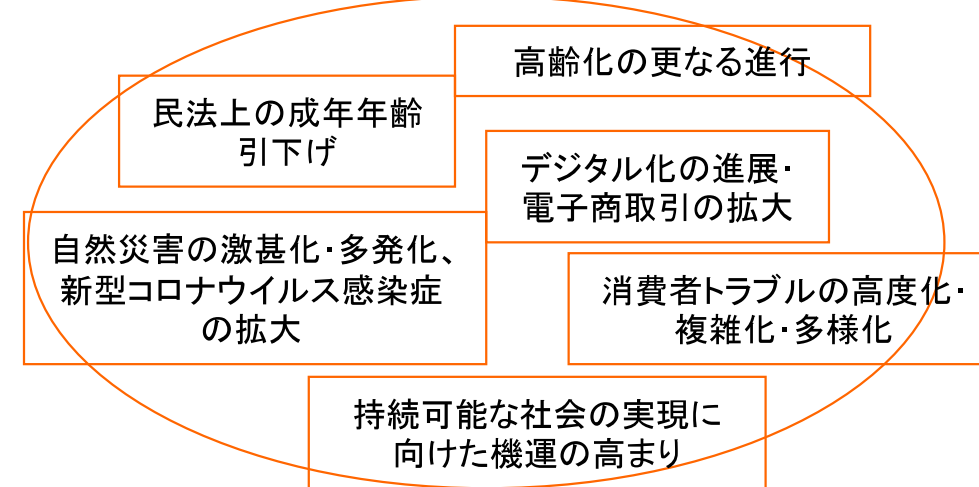 高齢化の更なる進行
民法上の成年年齢
引下げ
デジタル化の進展・
電子商取引の拡大
自然災害の激甚化・多発化、
新型コロナウイルス感染症
の拡大
消費者トラブルの高度化・
複雑化・多様化
持続可能な社会の実現に
向けた機運の高まり